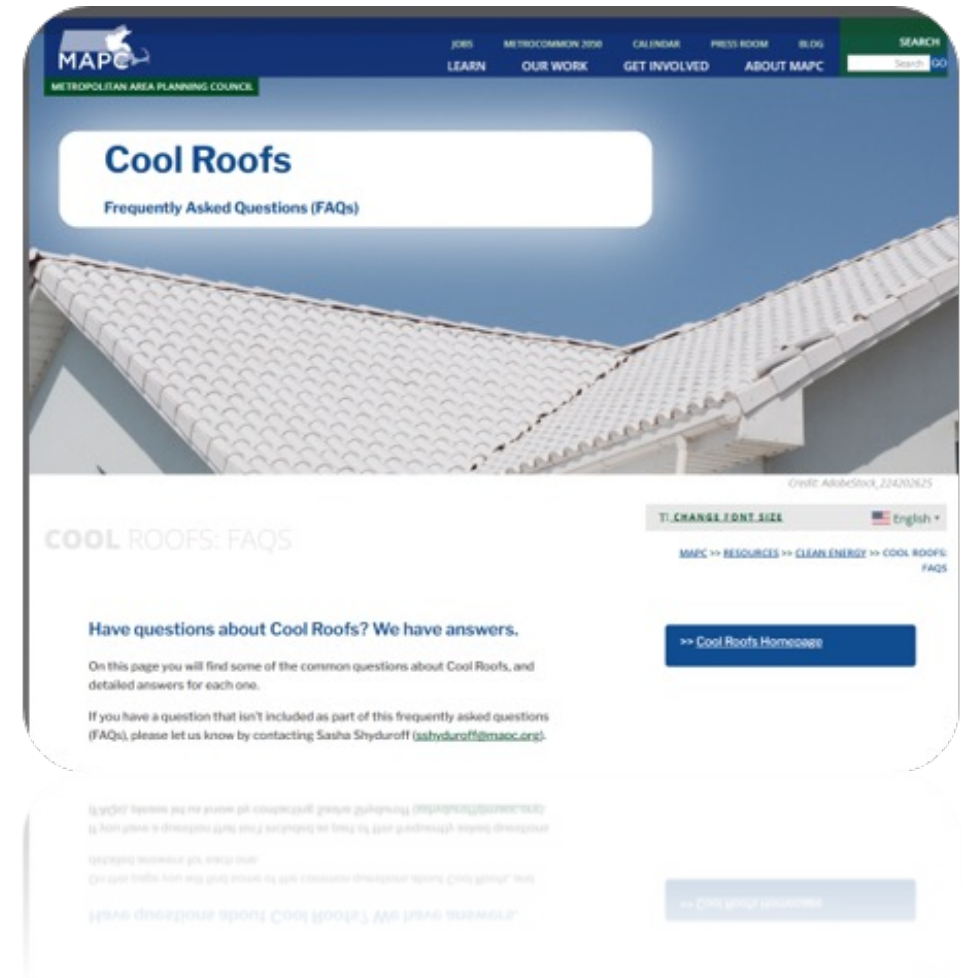 MAPC
METROPOLITAN AREA PLANNING COUNCIL
JOBS METROCOMMON 2050 CALENDAR PRESS ROOM BLOG
LEARN OUR WORK GET INVOLVED ABOUT MAPC
SEARCH
Search GO
Cool Roofs
Frequently Asked Questions (FAQs)
Credit: AdobeStock_224202625
CHANGE FONT SIZE
English
COOL ROOFS: FAQS
MAPC >> RESOURCES >> CLEAN ENERGY >> COOL ROOFS:
FAQS
Have questions about Cool Roofs? We have answers.
On this page you will find some of the common questions about Cool Roofs, and
detailed answers for each one.
If you have a question that isn't included as part of this frequently asked questions
(FAQs), please let us know by contacting Sasha Shyduroff (sshyduroff@mapc.org).
>> Cool Roofs Homepage